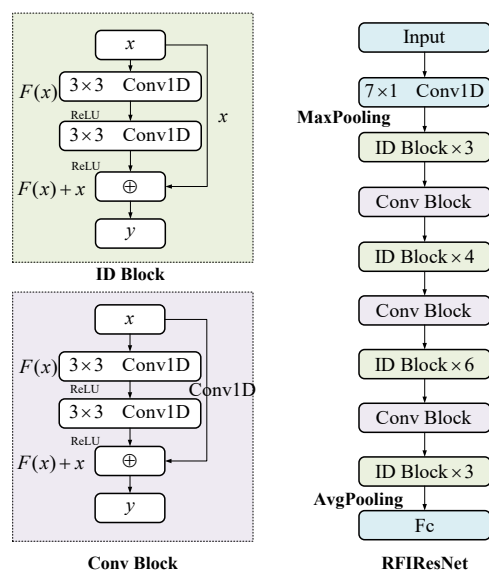 x
F(x) 3×3 Conv1D
ReLU
x
3×3 Conv1D
ReLU
F(x)+x ⊕
y
ID Block
x
F(x) 3×3 Conv1D
ReLU
Conv1D
3×3 Conv1D
ReLU
F(x)+x ⊕
y
Conv Block
Input
7×1 Conv1D
MaxPooling
ID Block×3
Conv Block
ID Block×4
Conv Block
ID Block×6
Conv Block
ID Block×3
AvgPooling
Fc
RFIResNet